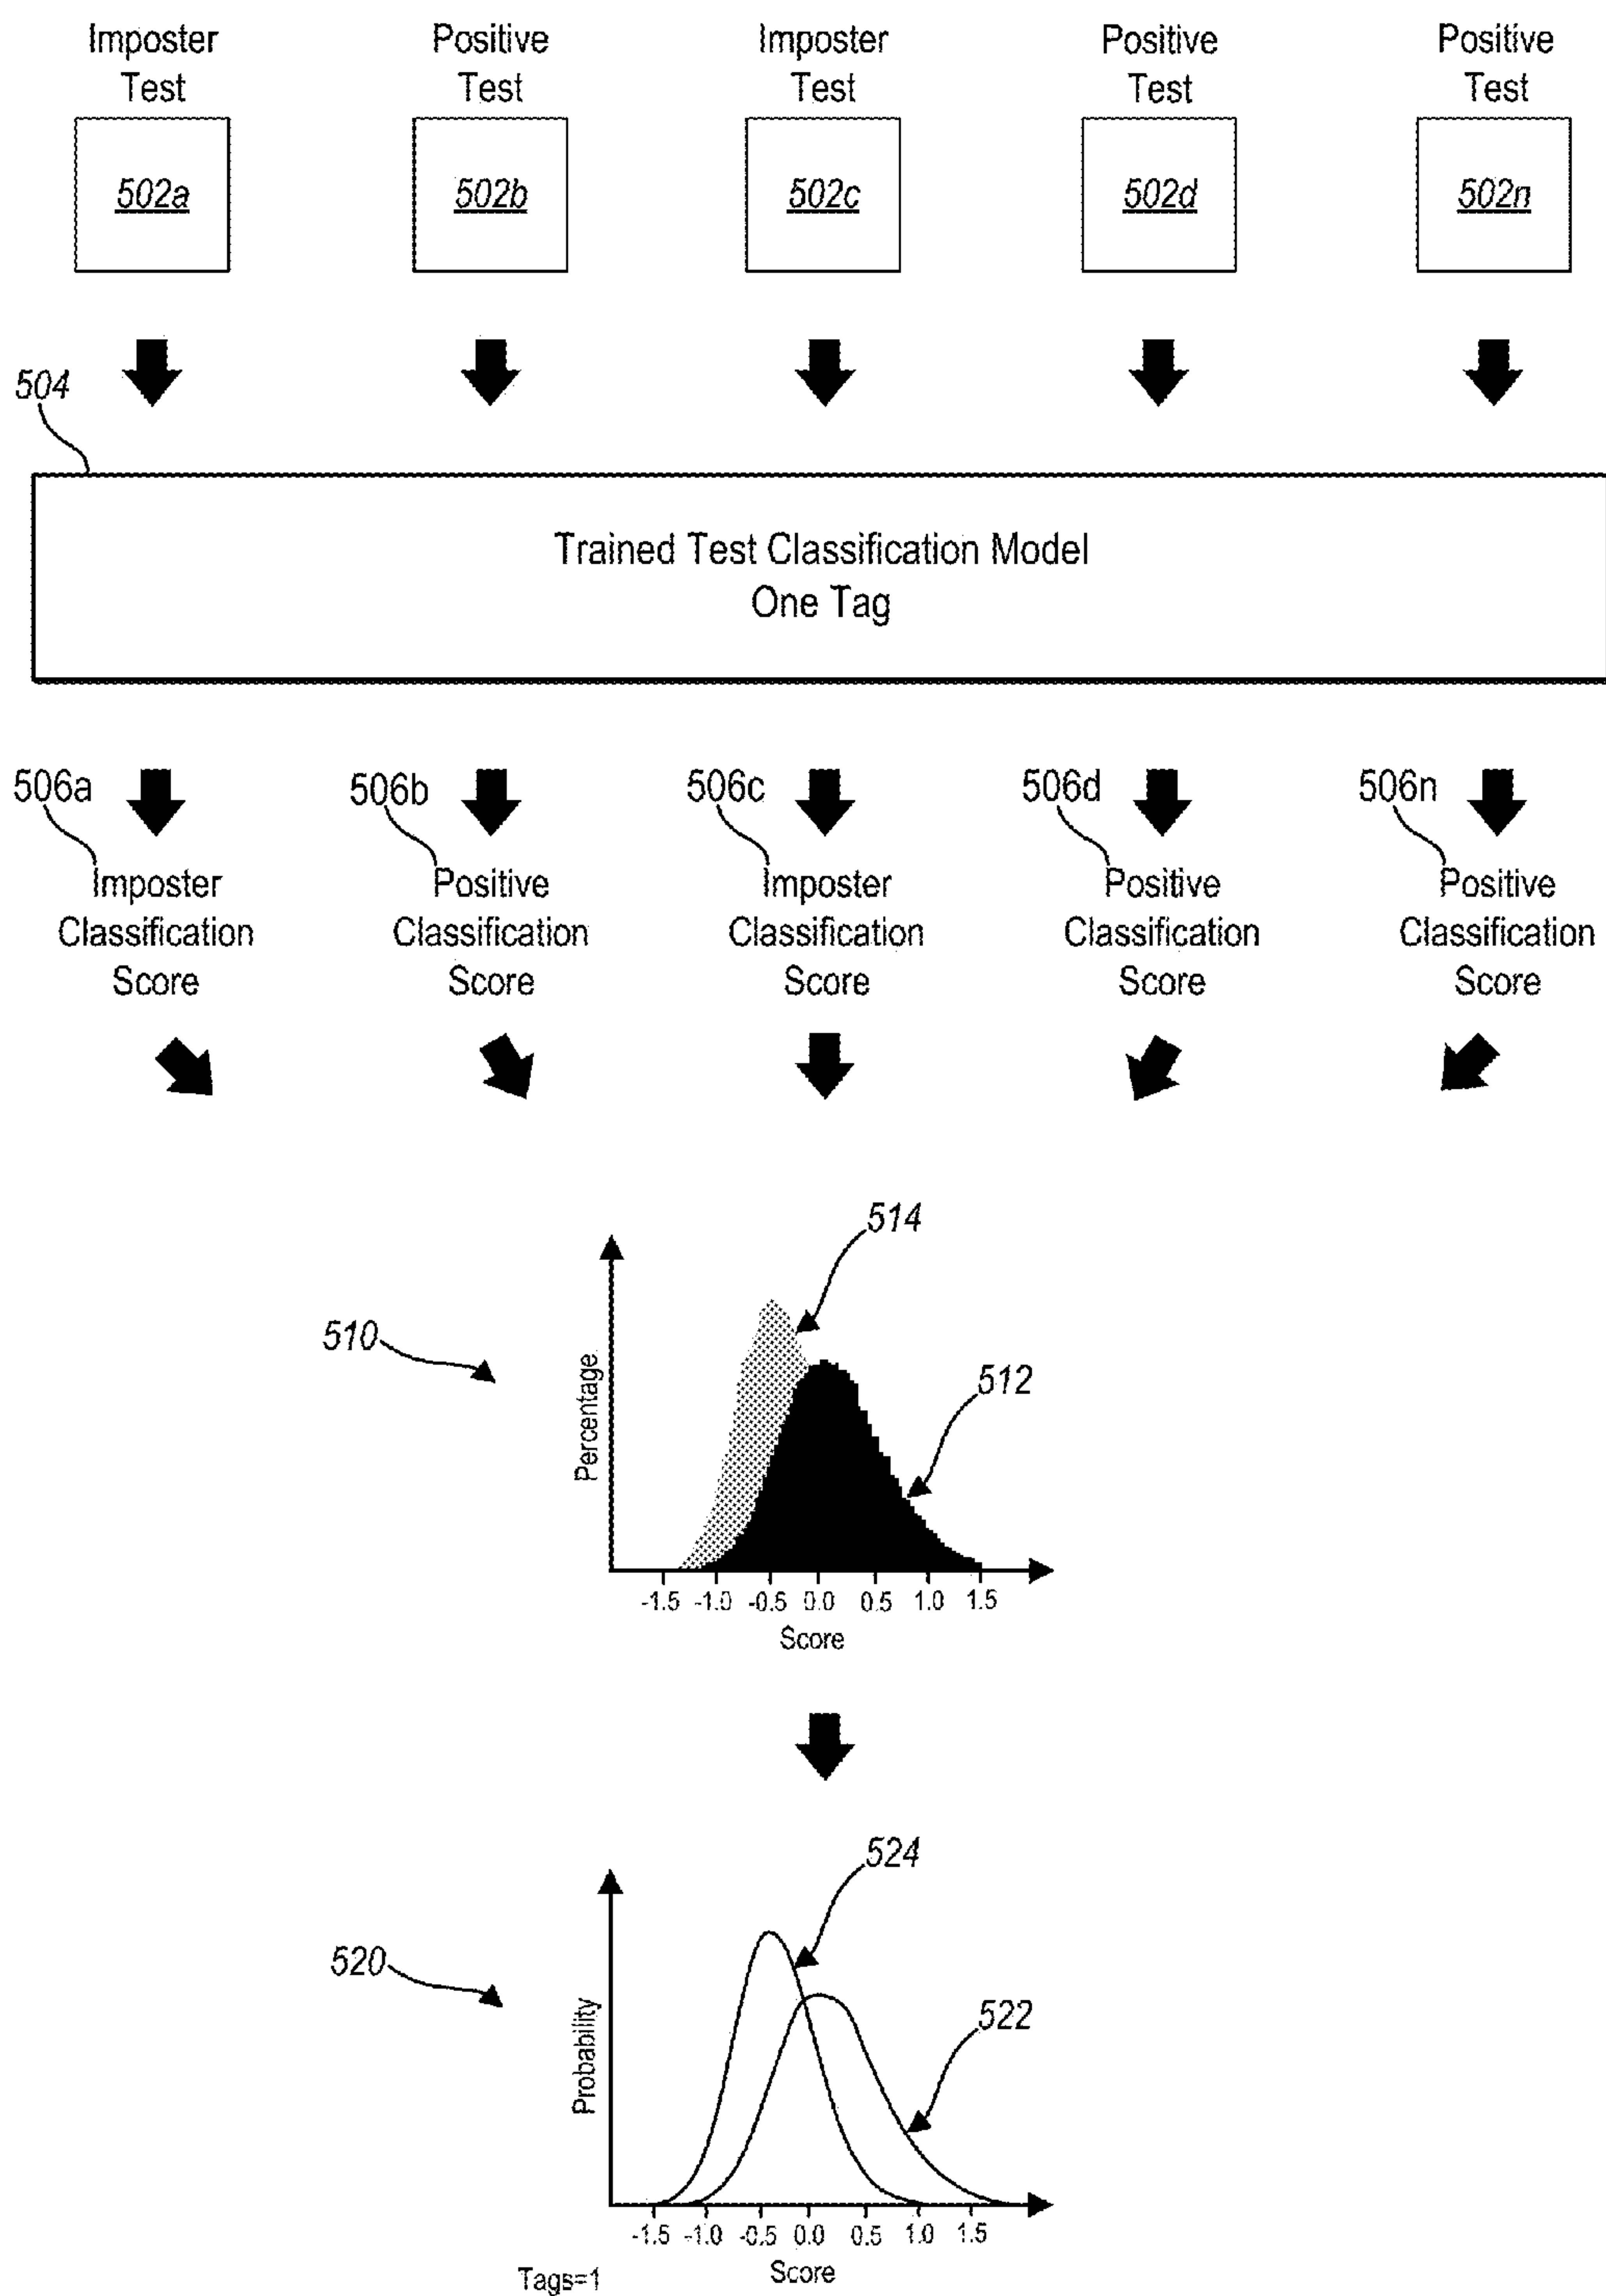 Imposter Test
Positive Test
Imposter Test
Positive Test
Positive Test
502a
502b
502c
502d
502n
504
Trained Test Classification Model
One Tag
506a
506b
506c
506d
506n
Imposter Classification Score
Positive Classification Score
Imposter Classification Score
Positive Classification Score
Positive Classification Score
514
510
512
Percentage
-1.5 -1.0 -0.5 0.0 0.5 1.0 1.5
Score
524
520
522
Probability
-1.5 -1.0 -0.5 0.0 0.5 1.0 1.5
Score
Tags=1